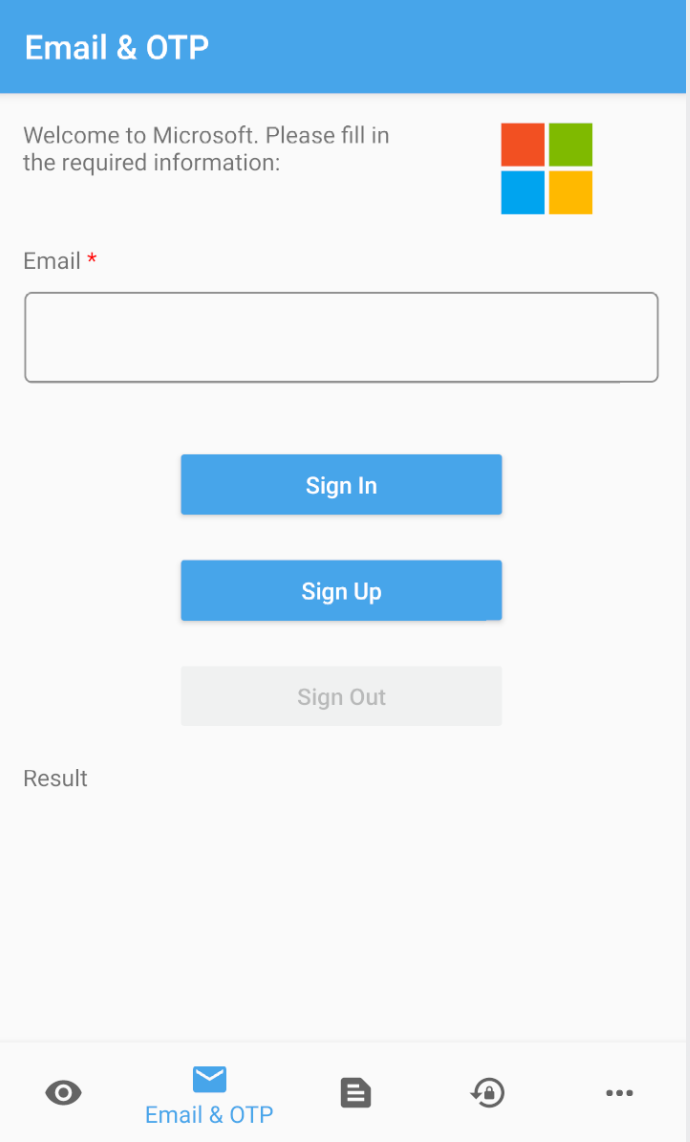 Email & OTP
Welcome to Microsoft. Please fill in
the required information:
Email *
Sign In
Sign Up
Sign Out
Result
Email & OTP